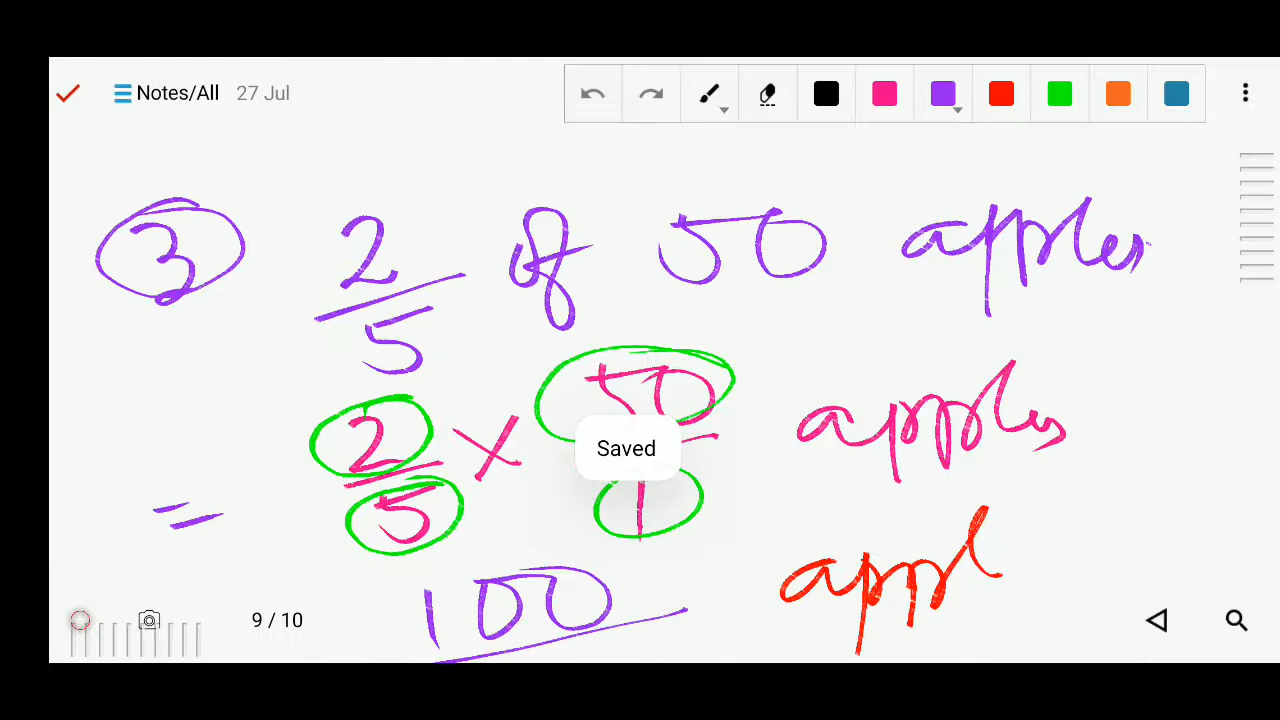 Notes/All 27 Jul
3 2/5 of 50 apples
2/5 × 50/1 apples
Saved
=
100 appl
9 / 10